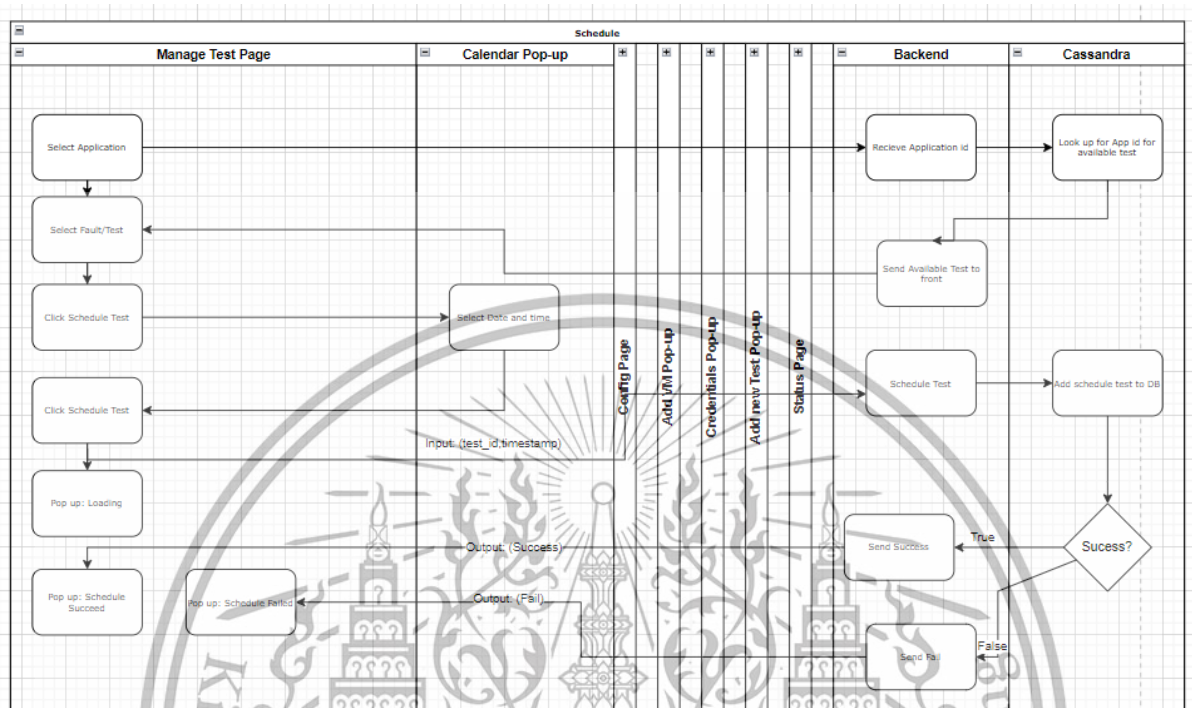 Schedule
Manage Test Page
Calendar Pop-up
Config Page
Add VM Pop-up
Credentials Pop-up
Add new Test Pop-up
Status Page
Backend
Cassandra
Select Application
Recieve Application id
Look up for App id for
available test
Select Fault/Test
Send Available Test to
front
Click Schedule Test
Select Date and time
Schedule Test
Add schedule test to DB
Click Schedule Test
Input: (test_id,timestamp)
Pop up: Loading
Output: (Success)
Send Success
True
Sucess?
Pop up: Schedule
Succeed
Pop up: Schedule Failed
Output: (Fail)
Send Fail
False